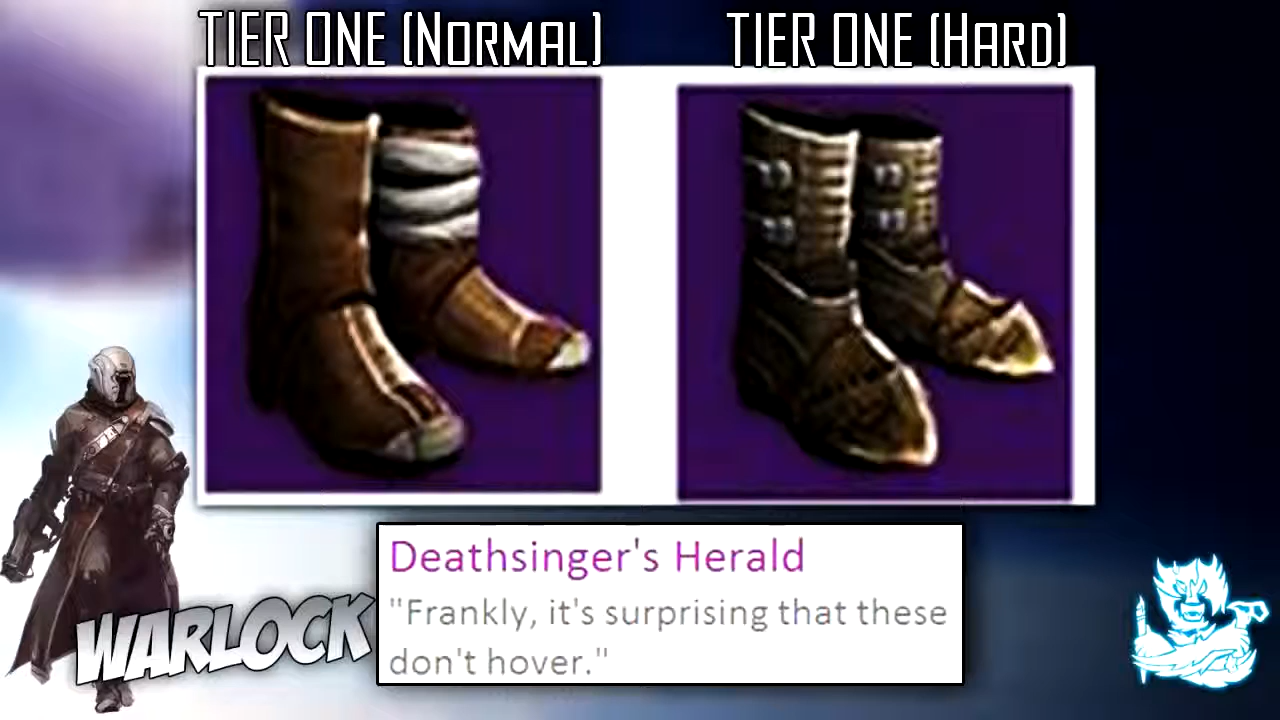 TIER ONE (NORMAL)
TIER ONE (HARD)
WARLOCK
Deathsinger's Herald
"Frankly, it's surprising that these
don't hover."